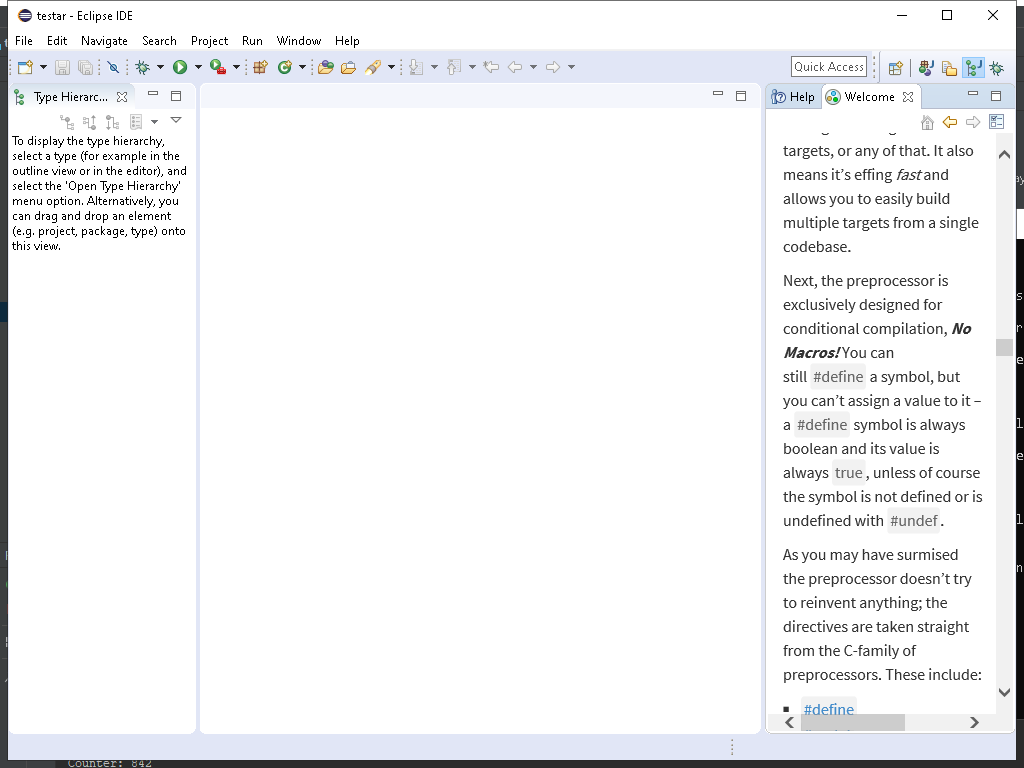 testar - Eclipse IDE
File Edit Navigate Search Project Run Window Help
Quick Access
Type Hierarc...
Help Welcome
To display the type hierarchy,
select a type (for example in the
outline view or in the editor), and
select the 'Open Type Hierarchy'
menu option. Alternatively, you
can drag and drop an element
(e.g. project, package, type) onto
this view.
targets, or any of that. It also
means it’s effing fast and
allows you to easily build
multiple targets from a single
codebase.
Next, the preprocessor is
exclusively designed for
conditional compilation, No
Macros! You can
still #define a symbol, but
you can’t assign a value to it –
a #define symbol is always
boolean and its value is
always true, unless of course
the symbol is not defined or is
undefined with #undef.
As you may have surmised
the preprocessor doesn’t try
to reinvent anything; the
directives are taken straight
from the C-family of
preprocessors. These include:
▪ #define
Counter: 842